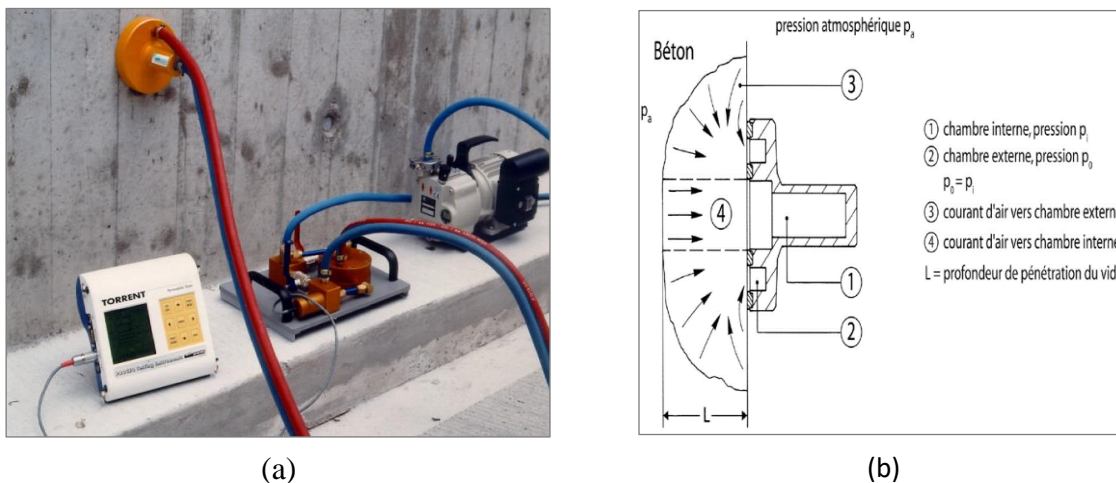 TORRENT
pression atmosphérique pₐ
Béton
pₐ
③
④
①
②
L
① chambre interne, pression pᵢ
② chambre externe, pression p₀
p₀ = pᵢ
③ courant d'air vers chambre extern
④ courant d'air vers chambre interne
L = profondeur de pénétration du vid
(a)
(b)